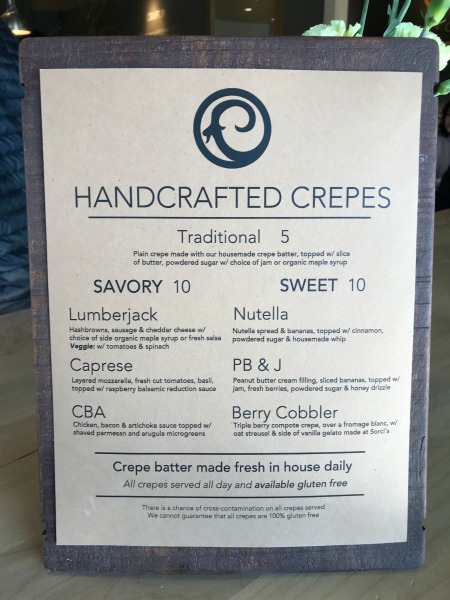 HANDCRAFTED CREPES
Traditional 5
Plain crepe made with our housemade crepe batter, topped w/ slice
of butter, powdered sugar w/ choice of jam or organic maple syrup
SAVORY 10
Lumberjack
Hashbrowns, sausage & cheddar cheese w/
choice of side organic maple syrup or fresh salsa
Veggie: w/ tomatoes & spinach
Caprese
Layered mozzarella, fresh cut tomatoes, basil,
topped w/ raspberry balsamic reduction sauce
CBA
Chicken, bacon & artichoke sauce topped w/
shaved parmesan and arugula microgreens
SWEET 10
Nutella
Nutella spread & bananas, topped w/ cinnamon,
powdered sugar & housemade whip
PB & J
Peanut butter cream filling, sliced bananas, topped w/
jam, fresh berries, powdered sugar & honey drizzle
Berry Cobbler
Triple berry compote crepe, over a fromage blanc, w/
oat streusel & side of vanilla gelato made at Sorci's
Crepe batter made fresh in house daily
All crepes served all day and available gluten free
There is a chance of cross-contamination on all crepes served
We cannot guarantee that all crepes are 100% gluten free